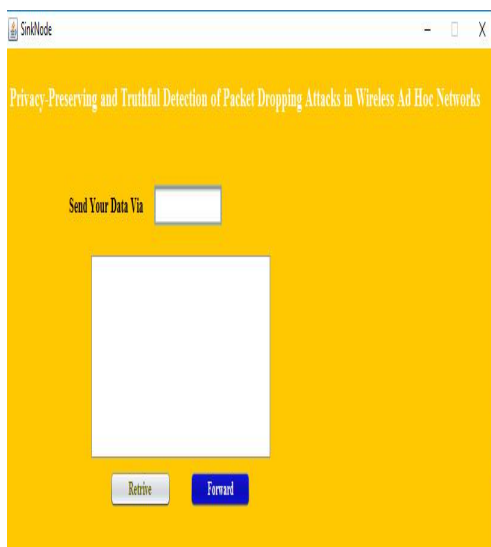 SinkNode
Privacy-Preserving and Truthful Detection of Packet Dropping Attacks in Wireless Ad Hoc Networks
Send Your Data Via
Retrive Forward